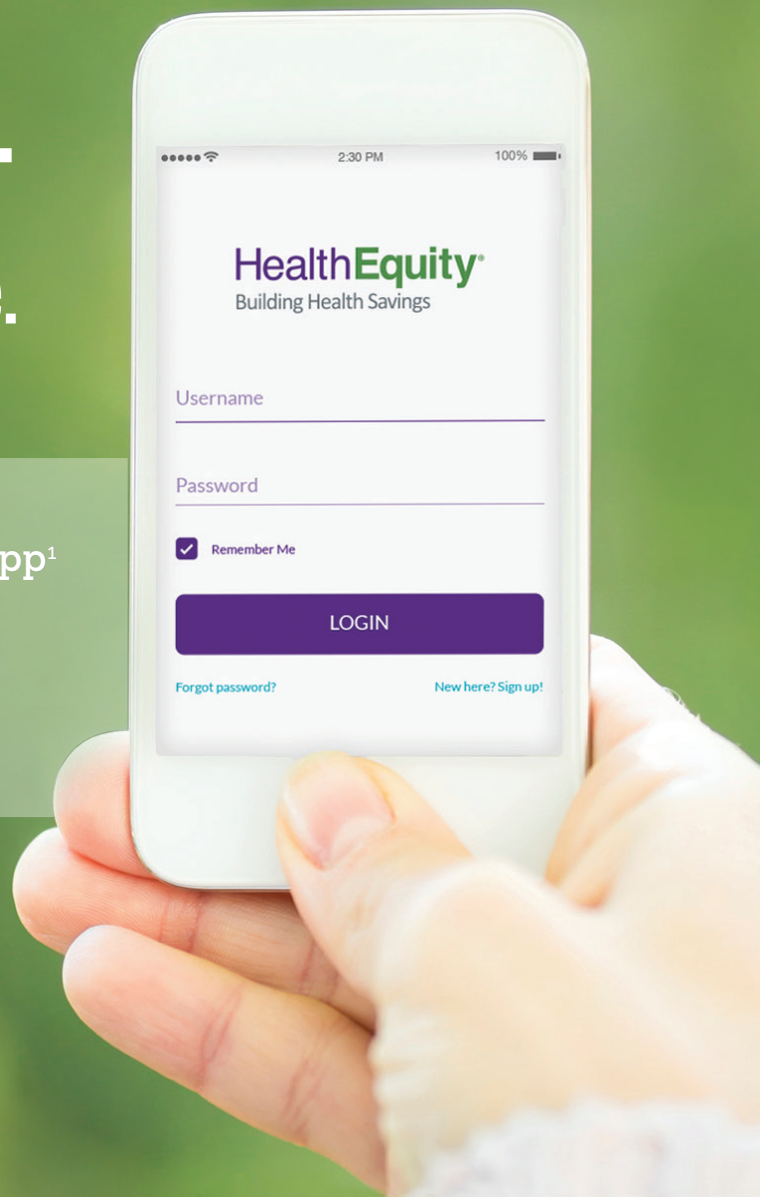 2:30 PM 100%
HealthEquity®
Building Health Savings
Username
Password
pp¹
Remember Me
LOGIN
Forgot password? New here? Sign up!